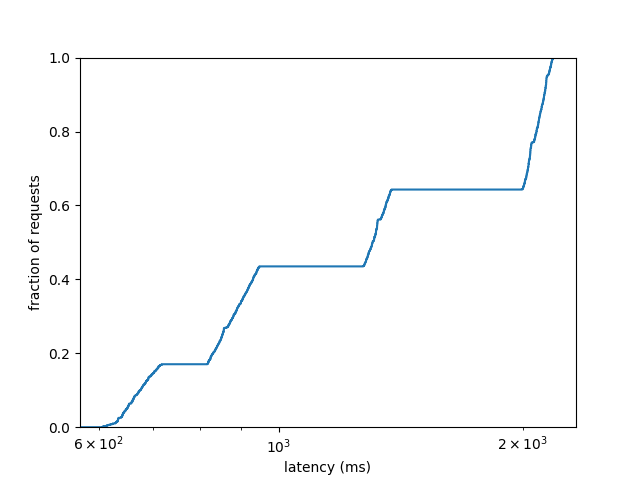 1.0
0.8
0.6
0.4
0.2
0.0
fraction of requests
6 × 10²
10³
2 × 10³
latency (ms)